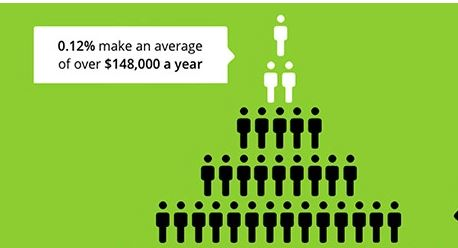 0.12% make an average
of over $148,000 a year